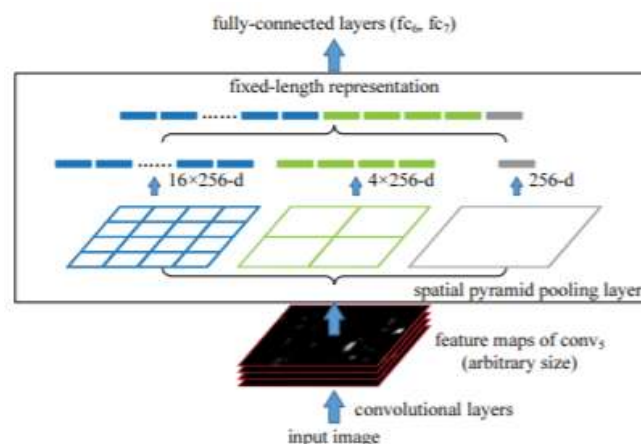 fully-connected layers (fc₆, fc₇)
fixed-length representation
......
......
16×256-d
4×256-d
256-d
spatial pyramid pooling layer
feature maps of conv₅
(arbitrary size)
convolutional layers
input image